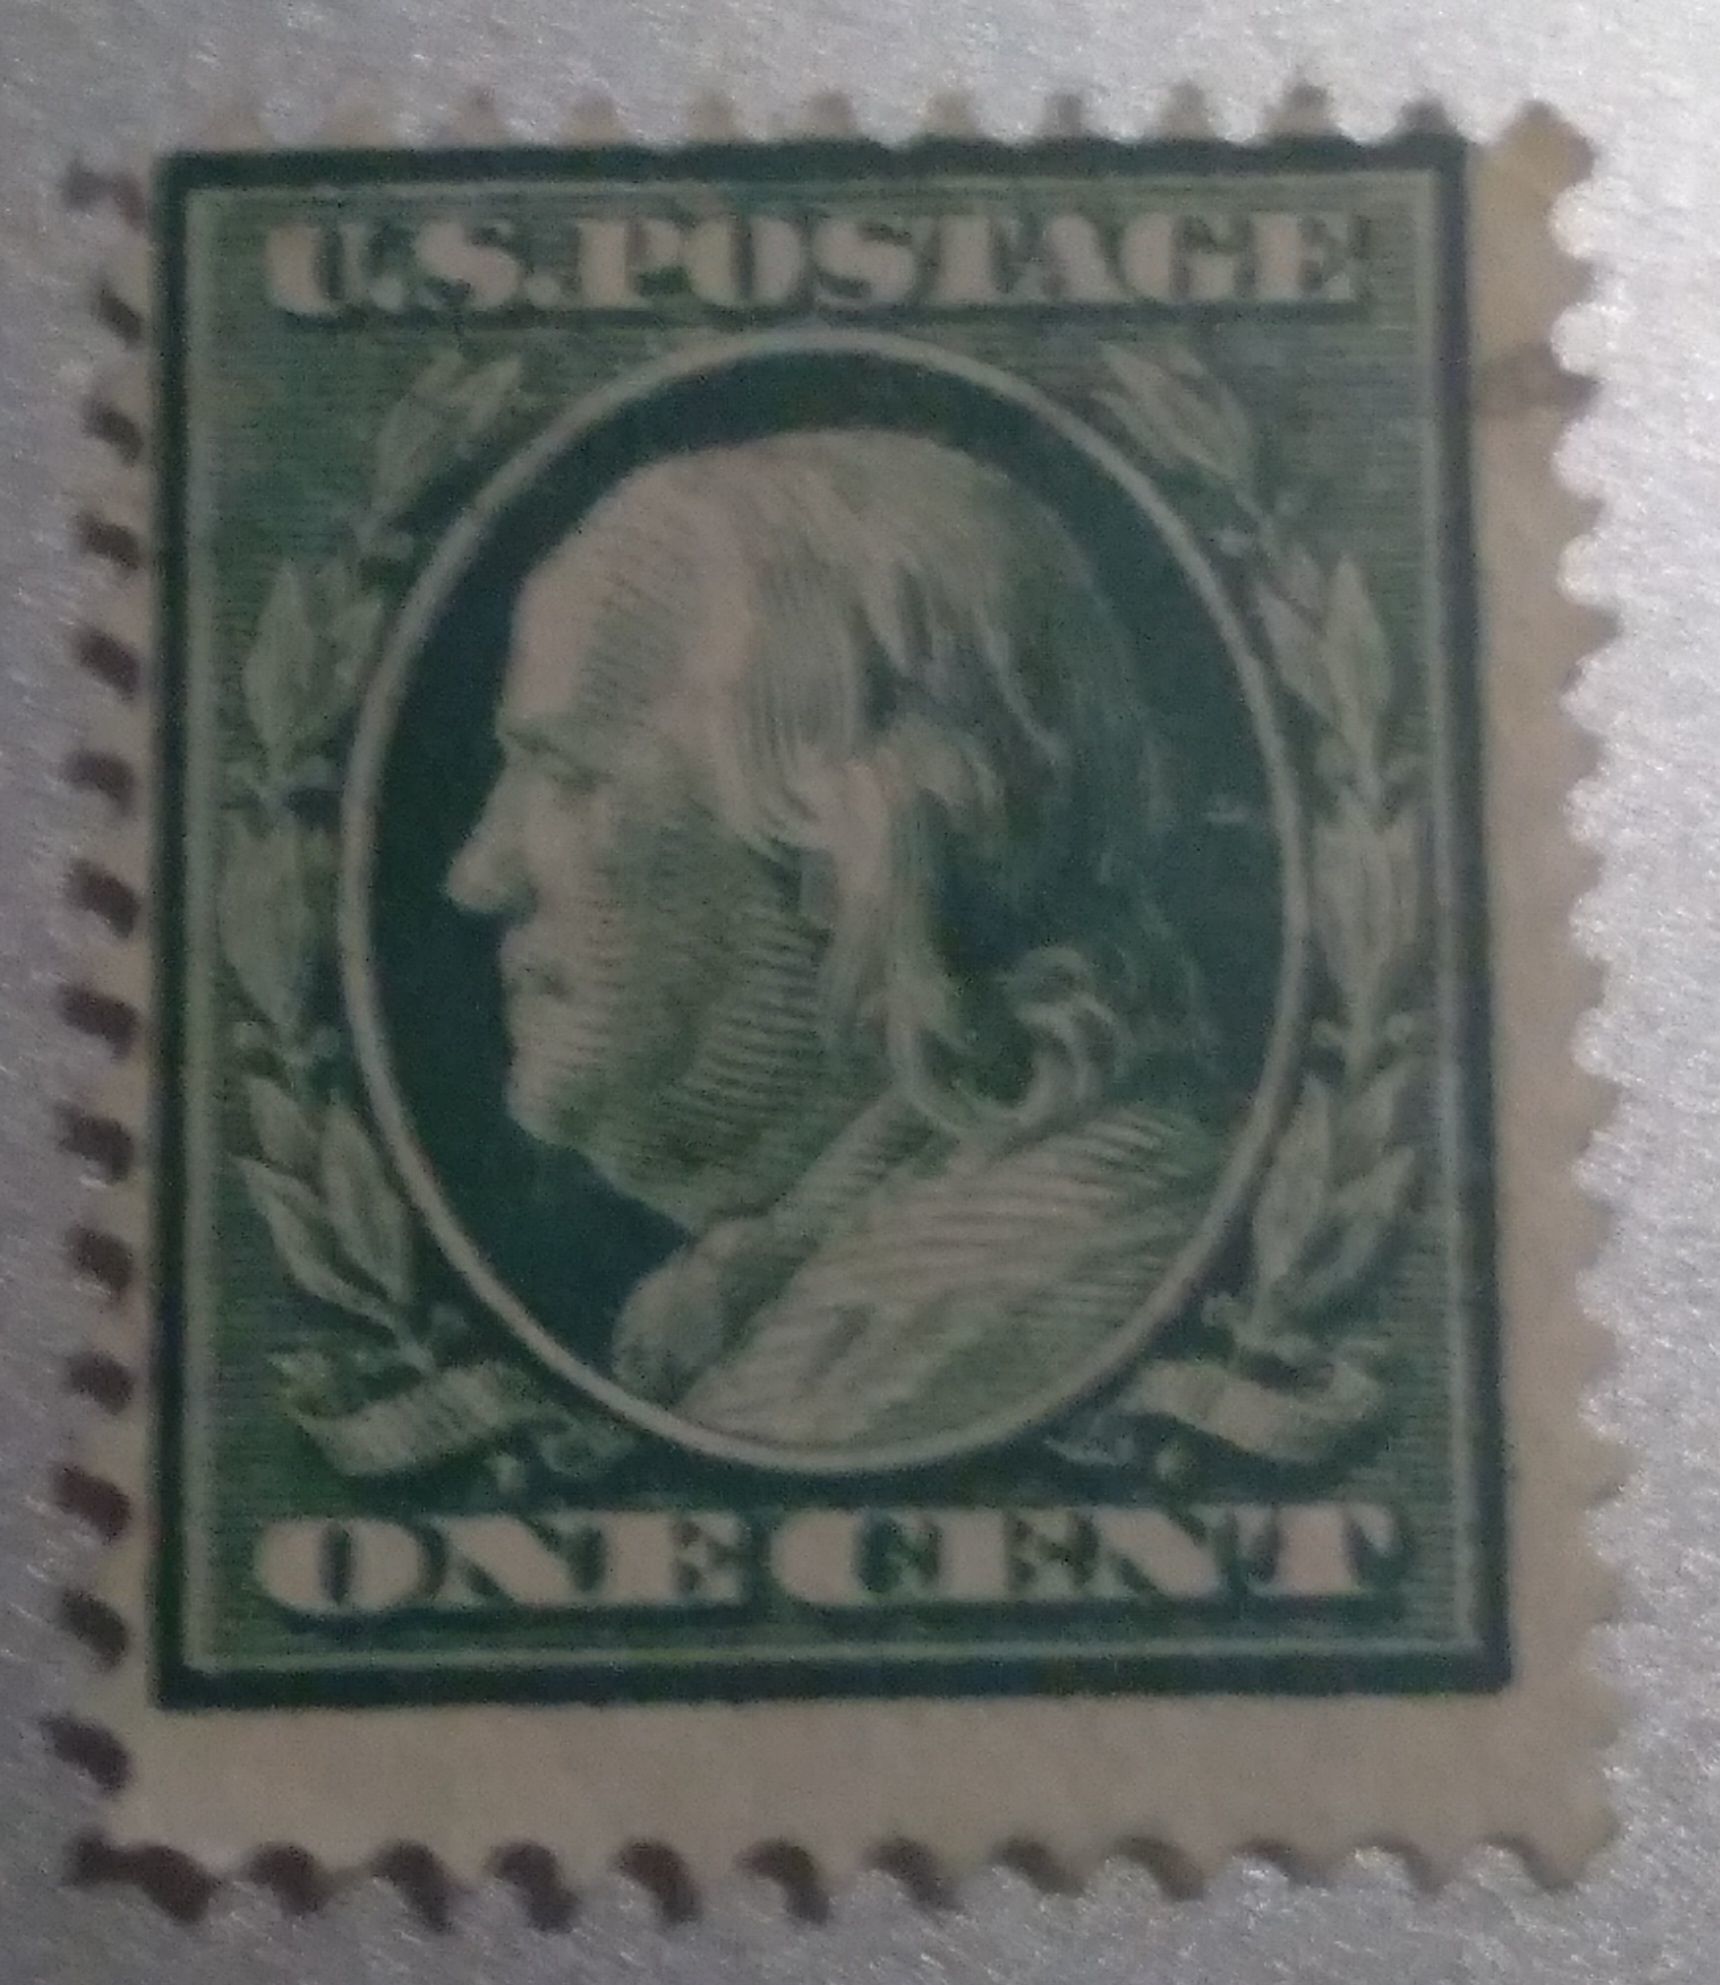 U.S. POSTAGE
ONE CENT